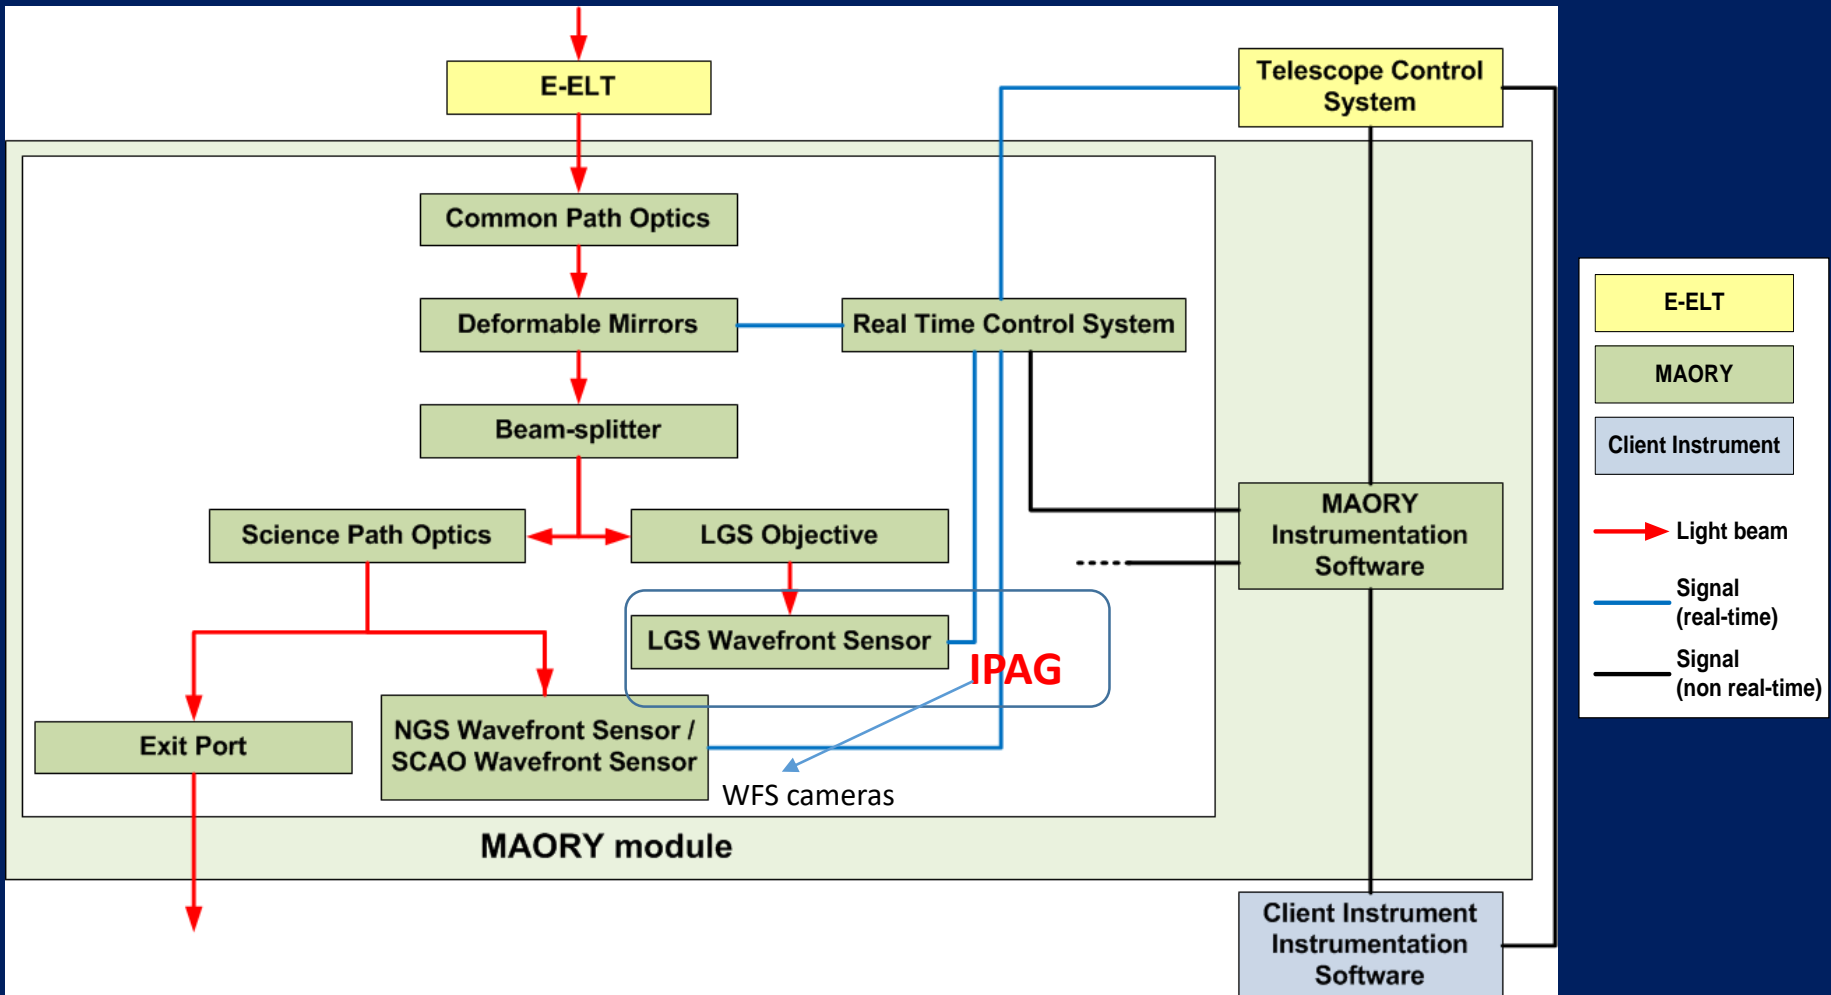 E-ELT
Telescope Control
System
Common Path Optics
Deformable Mirrors
Real Time Control System
Beam-splitter
Science Path Optics
LGS Objective
MAORY
Instrumentation
Software
LGS Wavefront Sensor
IPAG
Exit Port
NGS Wavefront Sensor /
SCAO Wavefront Sensor
WFS cameras
MAORY module
Client Instrument
Instrumentation
Software
E-ELT
MAORY
Client Instrument
Light beam
Signal
(real-time)
Signal
(non real-time)